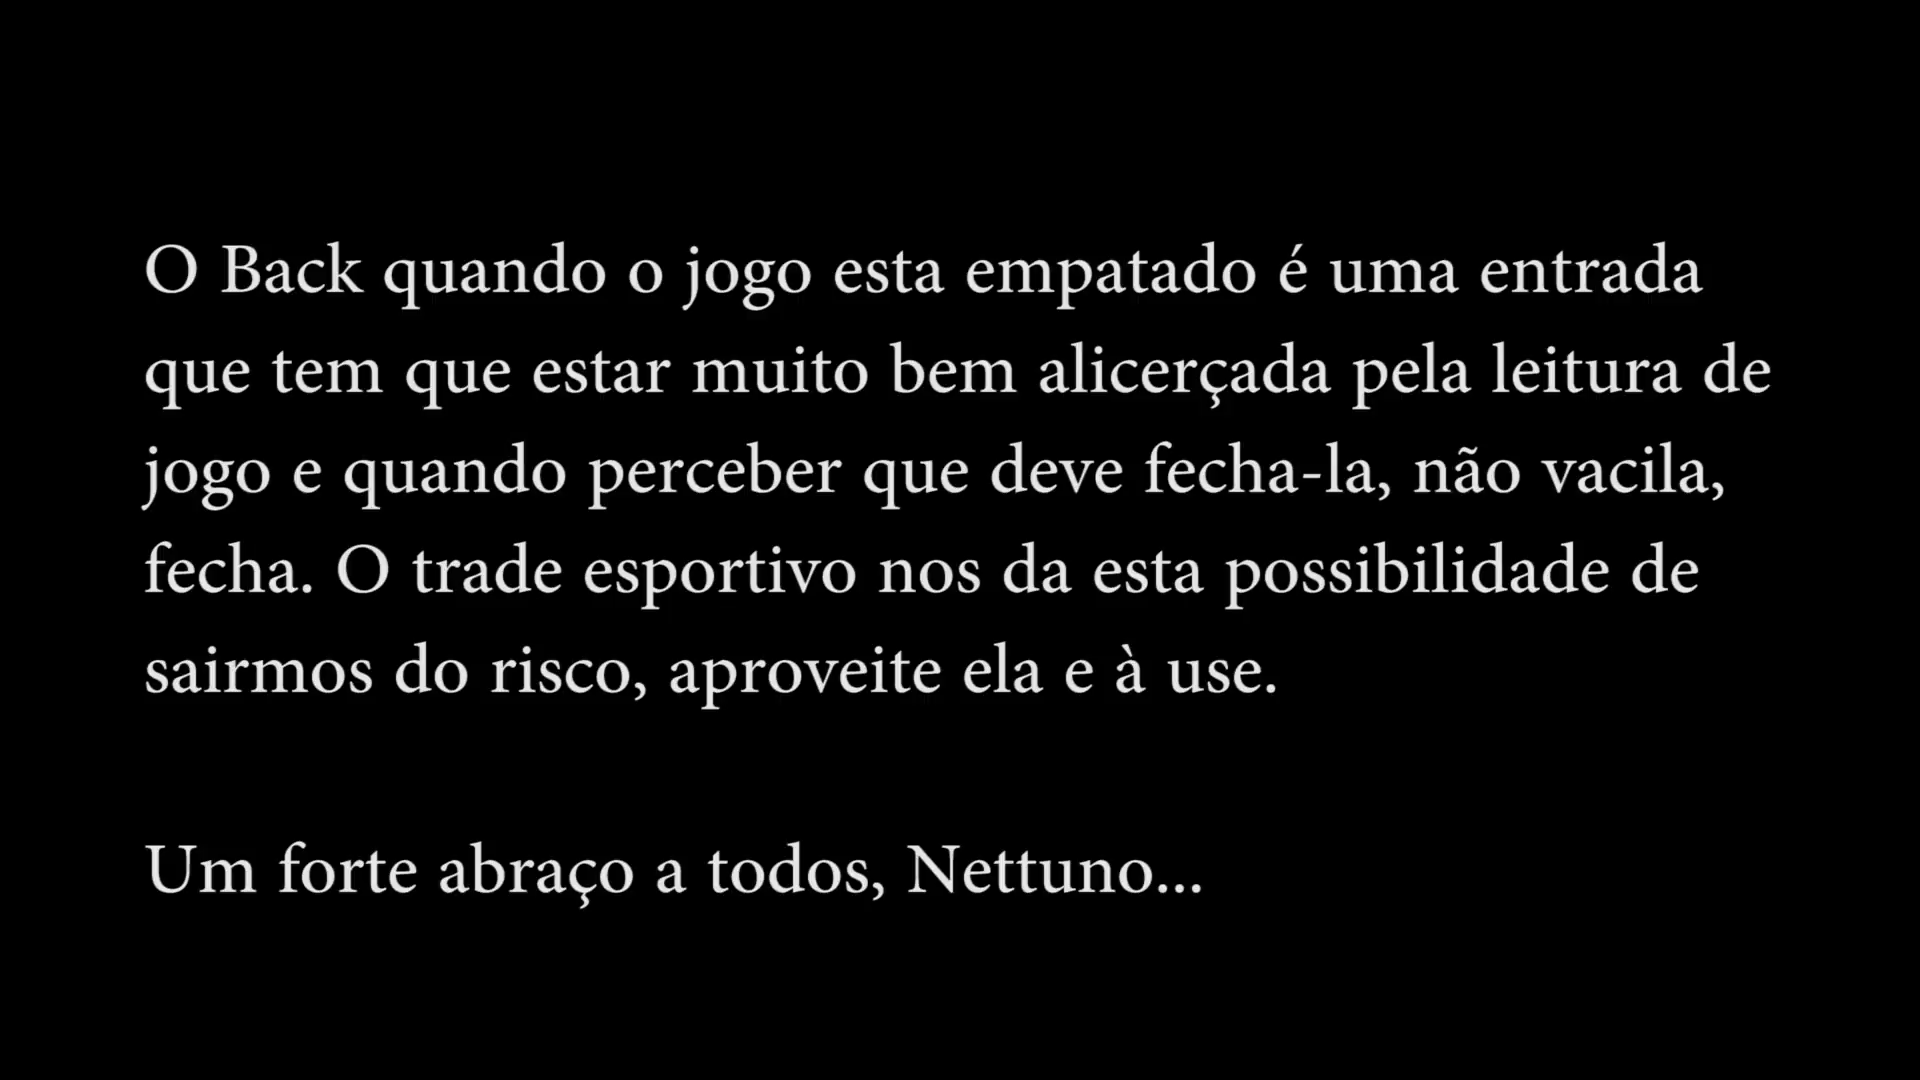 O Back quando o jogo esta empatado é uma entrada
que tem que estar muito bem alicerçada pela leitura de
jogo e quando perceber que deve fecha-la, não vacila,
fecha. O trade esportivo nos da esta possibilidade de
sairmos do risco, aproveite ela e à use.
Um forte abraço a todos, Nettuno...